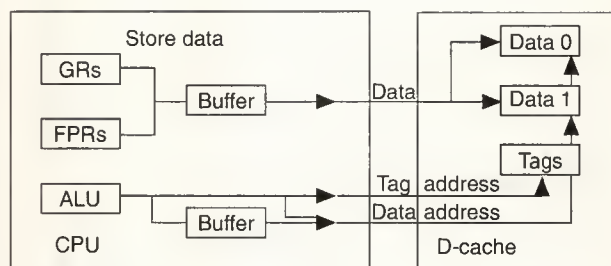 Store data
GRs
Buffer
FPRs
ALU
Buffer
CPU
Data
Tag address
Data address
Data 0
Data 1
Tags
D-cache